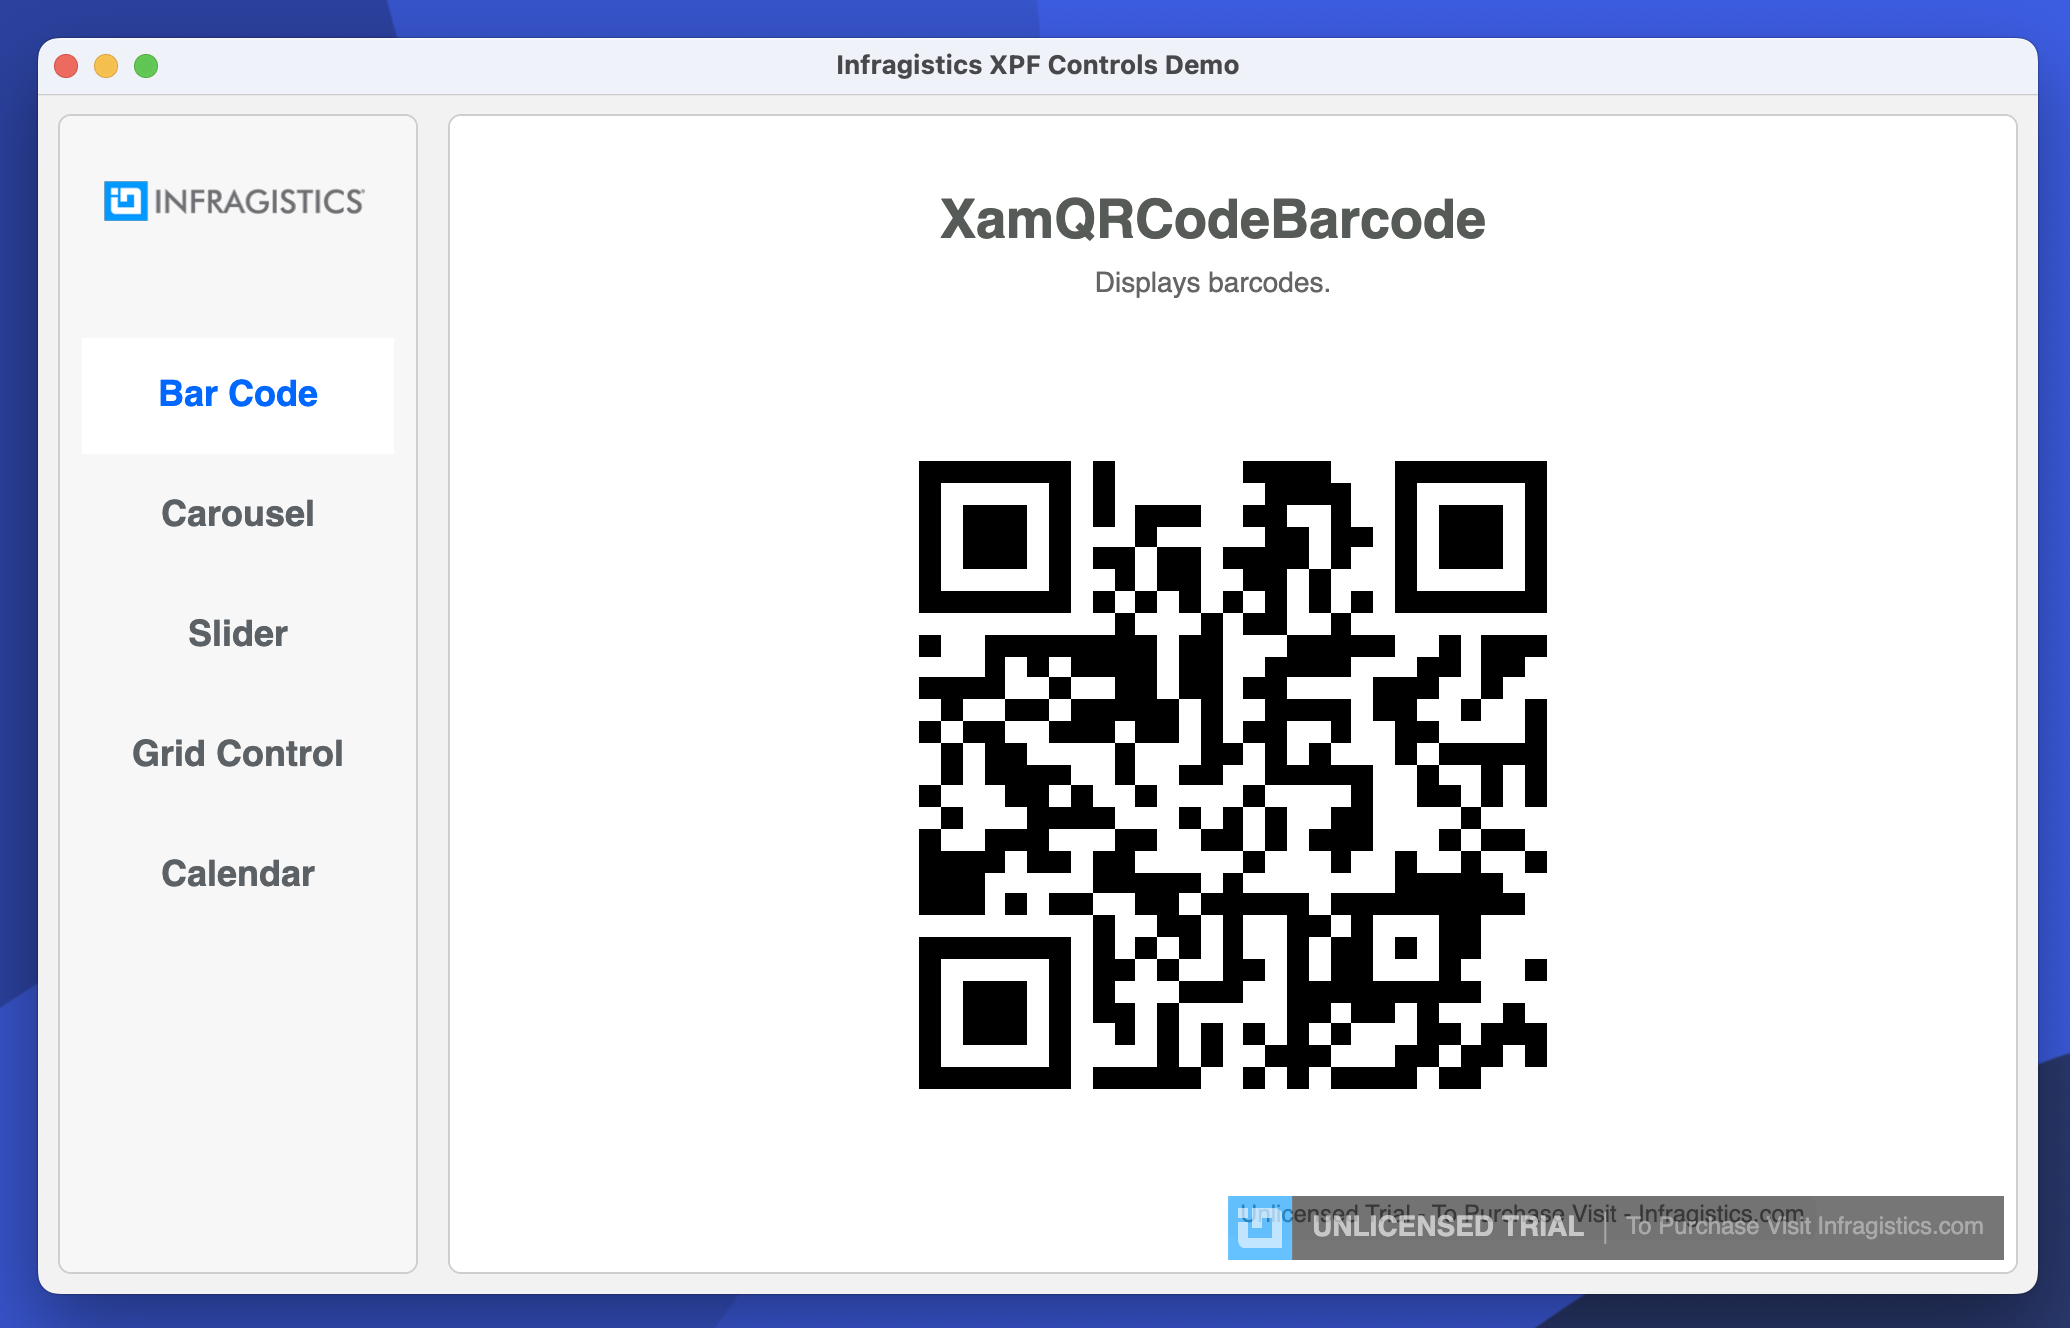 Infragistics XPF Controls Demo
INFRAGISTICS
Bar Code
Carousel
Slider
Grid Control
Calendar
XamQRCodeBarcode
Displays barcodes.
Unlicensed Trial - To Purchase Visit - Infragistics.com
UNLICENSED TRIAL | To Purchase Visit Infragistics.com